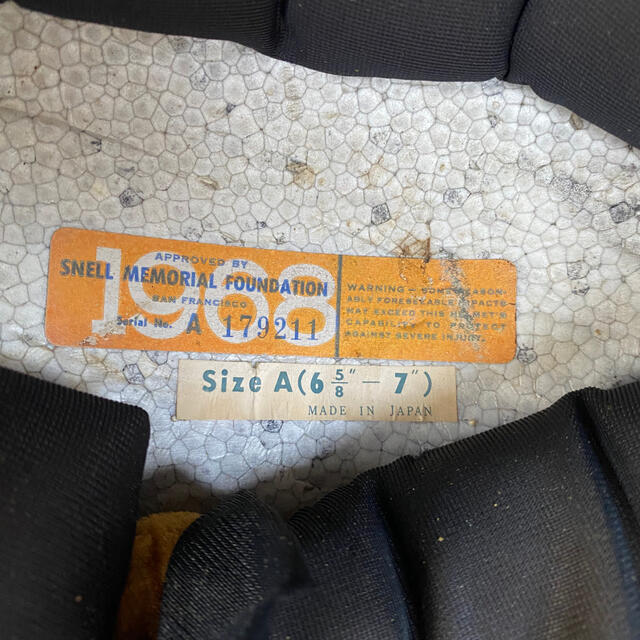 1968
APPROVED BY
SNELL MEMORIAL FOUNDATION
SAN FRANCISCO
Serial No. A 179211
WARNING – SOME REASON-
ABLY FORESEEABLE IMPACTS
MAY EXCEED THIS HELMET'S
CAPABILITY TO PROTECT
AGAINST SEVERE INJURY.
Size A (6 5/8" – 7")
MADE IN JAPAN